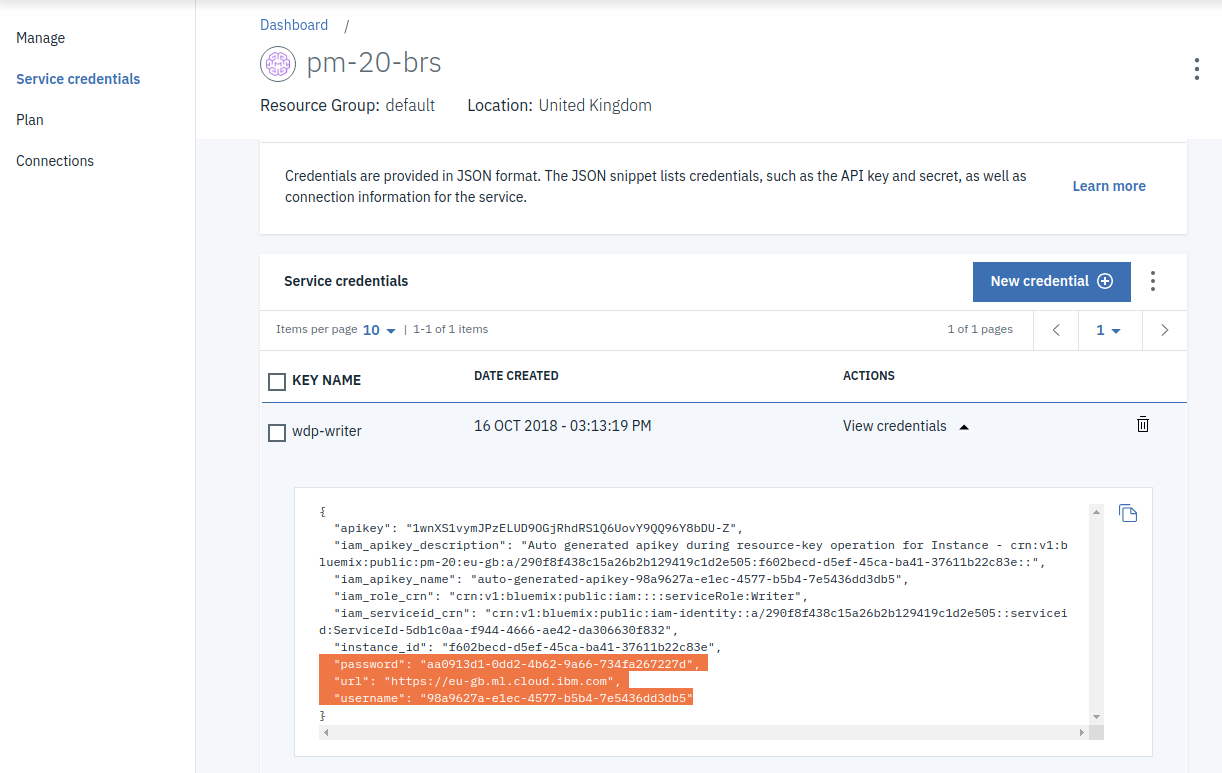 Manage
Service credentials
Plan
Connections
Dashboard /
pm-20-brs
Resource Group: default Location: United Kingdom
Credentials are provided in JSON format. The JSON snippet lists credentials, such as the API key and secret, as well as
connection information for the service.
Learn more
Service credentials
New credential
Items per page 10 | 1-1 of 1 items
1 of 1 pages
1
KEY NAME DATE CREATED ACTIONS
wdp-writer 16 OCT 2018 - 03:13:19 PM View credentials
{
"apikey": "1wnXS1vymJPzELUD9OGjRhdRS1Q6UovY9QQ96Y8bDU-Z",
"iam_apikey_description": "Auto generated apikey during resource-key operation for Instance - crn:v1:b
luemix:public:pm-20:eu-gb:a/290f8f438c15a26b2b129419c1d2e505:f602becd-d5ef-45ca-ba41-37611b22c83e::",
"iam_apikey_name": "auto-generated-apikey-98a9627a-e1ec-4577-b5b4-7e5436dd3db5",
"iam_role_crn": "crn:v1:bluemix:public:iam::::serviceRole:Writer",
"iam_serviceid_crn": "crn:v1:bluemix:public:iam-identity::a/290f8f438c15a26b2b129419c1d2e505::servicei
d:ServiceId-5db1c0aa-f944-4666-ae42-da306630f832",
"instance_id": "f602becd-d5ef-45ca-ba41-37611b22c83e",
"password": "aa0913d1-0dd2-4b62-9a66-734fa267227d",
"url": "https://eu-gb.ml.cloud.ibm.com",
"username": "98a9627a-e1ec-4577-b5b4-7e5436dd3db5"
}